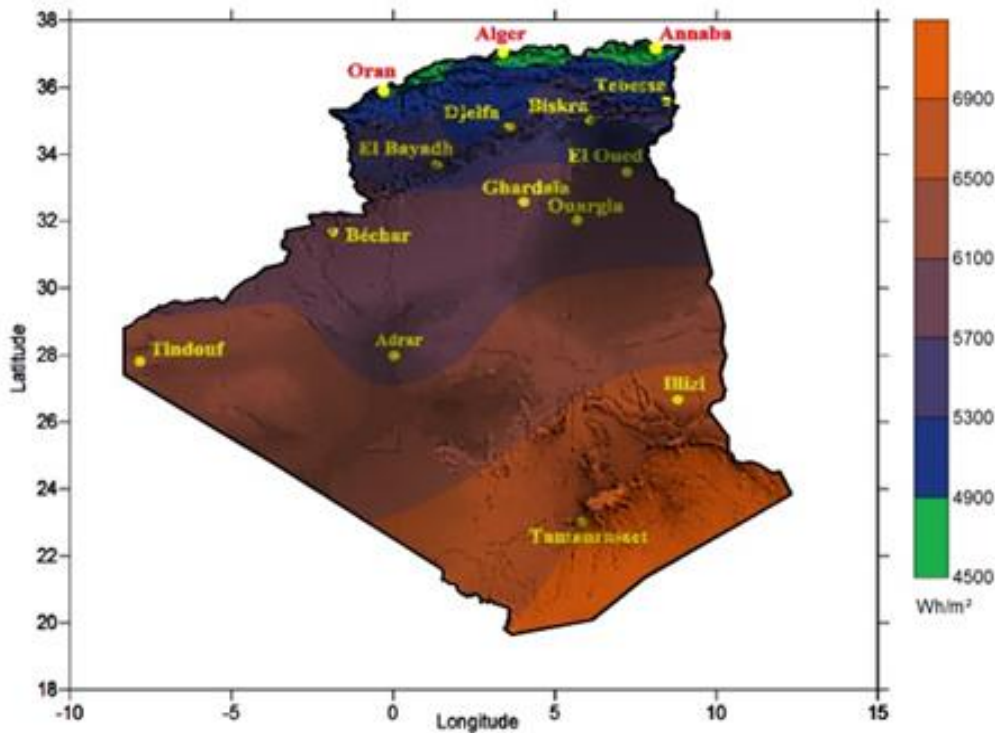 38
36
34
32
30
28
26
24
22
20
18
Latitude
-10
-5
0
5
10
15
Longitude
Alger
Annaba
Oran
Tebessa
Biskra
Djelfa
El Bayadh
El Oued
Ghardaïa
Ouargla
Béchar
Adrar
Tindouf
Illizi
Tamanrasset
6900
6500
6100
5700
5300
4900
4500
Wh/m²